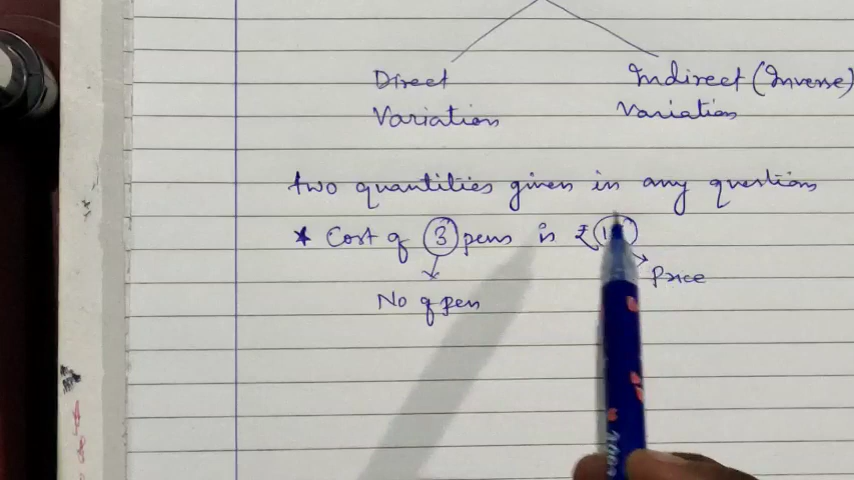 Direct
Variation
Indirect (Inverse)
Variation
two quantities given in any questions
* Cost of 3 pens is ₹
Price
No of pen